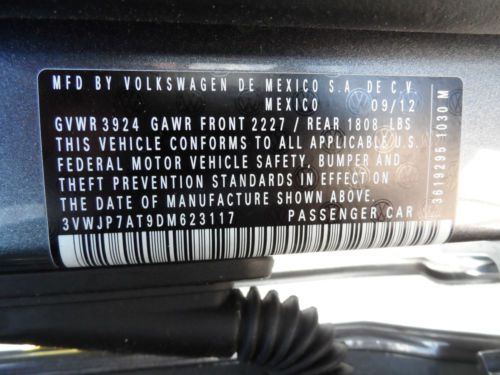 MFD BY VOLKSWAGEN DE MEXICO S.A. DE C.V.
MEXICO 09/12
GVWR 3924 GAWR FRONT 2227 / REAR 1808 LBS
THIS VEHICLE CONFORMS TO ALL APPLICABLE U.S.
FEDERAL MOTOR VEHICLE SAFETY, BUMPER AND
THEFT PREVENTION STANDARDS IN EFFECT ON
THE DATE OF MANUFACTURE SHOWN ABOVE.
3VWJP7AT9DM623117 PASSENGER CAR
3619295 1030 M